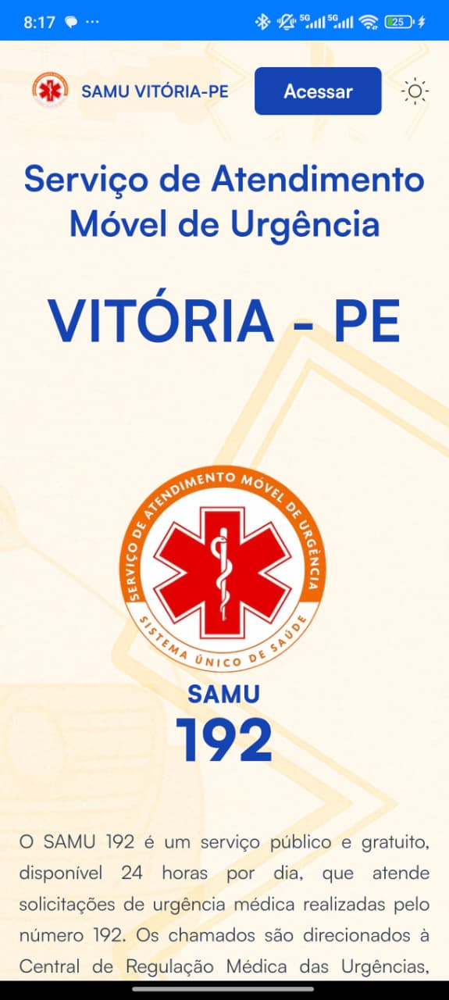 8:17
5G 5G 25
SAMU VITÓRIA-PE
Acessar
Serviço de Atendimento
Móvel de Urgência
VITÓRIA - PE
SERVIÇO DE ATENDIMENTO MÓVEL DE URGÊNCIA
SISTEMA ÚNICO DE SAÚDE
SAMU
192
O SAMU 192 é um serviço público e gratuito,
disponível 24 horas por dia, que atende
solicitações de urgência médica realizadas pelo
número 192. Os chamados são direcionados à
Central de Regulação Médica das Urgências,